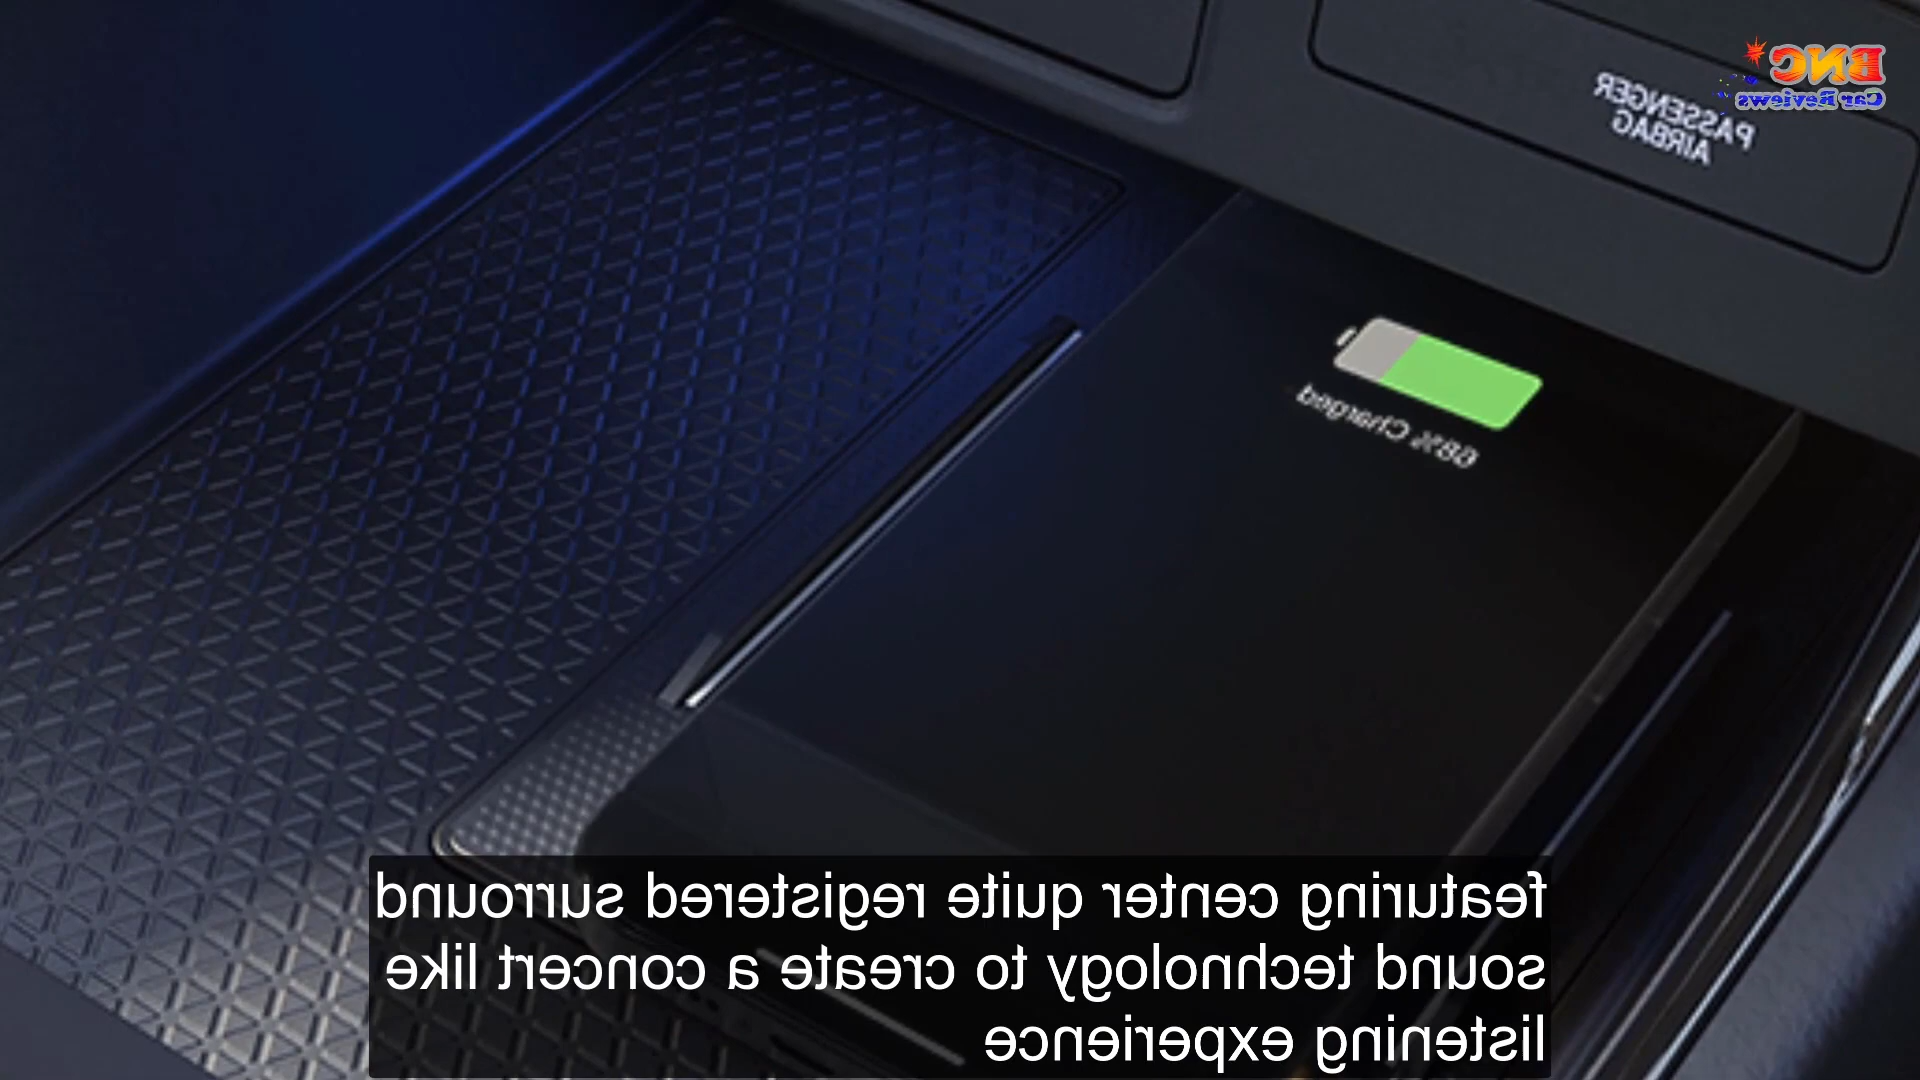 BNC
Car Reviews
PASSENGER
AIRBAG
68% Charged
featuring center quite registered surround
sound technology to create a concert like
listening experience